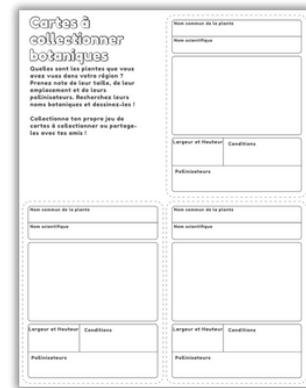 Cartes à
collectionner
botaniques
Quelles sont les plantes que vous
avez vues dans votre région ?
Prenez note de leur taille, de leur
emplacement et de leurs
pollinisateurs. Recherchez leurs
noms botaniques et dessinez-les !
Collectionne ton propre jeu de
cartes à collectionner ou partage-
les avec tes amis !
Nom commun de la plante
Nom scientifique
Largeur et Hauteur
Conditions
Pollinisateurs
Nom commun de la plante
Nom scientifique
Largeur et Hauteur
Conditions
Pollinisateurs
Nom commun de la plante
Nom scientifique
Largeur et Hauteur
Conditions
Pollinisateurs